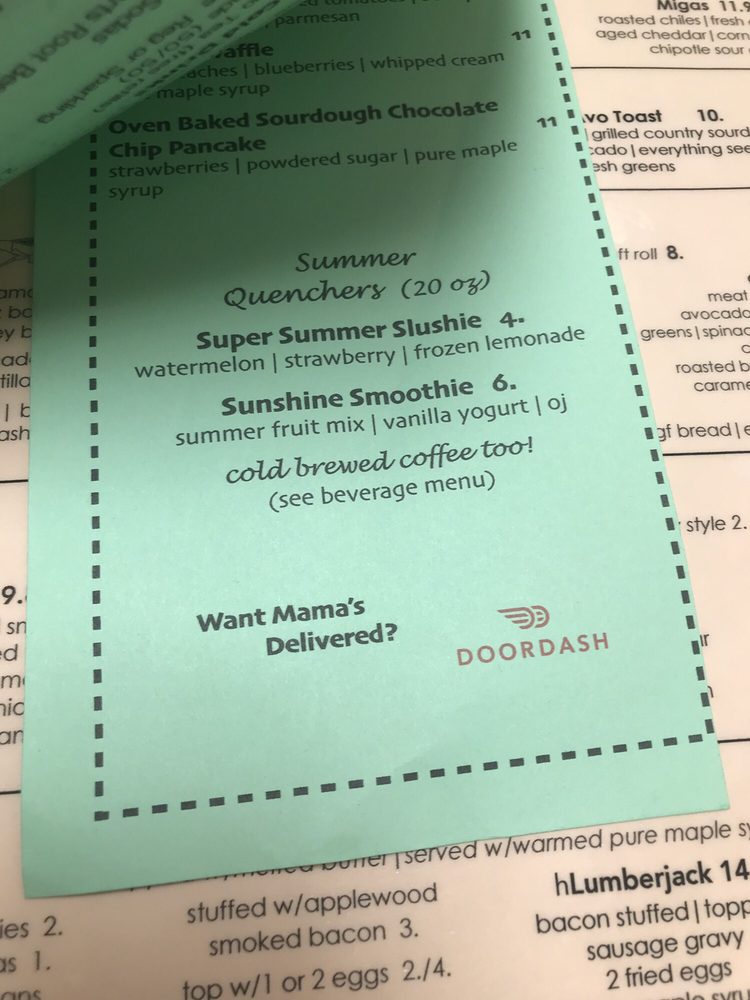 parmesan
11
affle
aches | blueberries | whipped cream
maple syrup
Oven Baked Sourdough Chocolate 11
Chip Pancake
strawberries | powdered sugar | pure maple
syrup
Summer
Quenchers (20 oz)
Super Summer Slushie 4.
watermelon | strawberry | frozen lemonade
Sunshine Smoothie 6.
summer fruit mix | vanilla yogurt | oj
cold brewed coffee too!
(see beverage menu)
Want Mama's
Delivered?
DOORDASH
Migas 11.9
roasted chiles | fresh
aged cheddar | corn
chipotle sour
vo Toast 10.
grilled country sourd
cado | everything see
esh greens
ft roll 8.
meat
avocado
greens | spinac
roasted b
carame
gf bread | e
style 2.
9.
served w/warmed pure maple sy
stuffed w/applewood
smoked bacon 3.
top w/1 or 2 eggs 2./4.
ies 2.
as 1.
hLumberjack 14
bacon stuffed | topp
sausage gravy
2 fried eggs